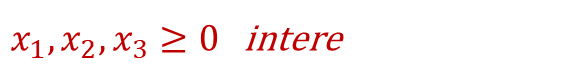 x₁, x₂, x₃ ≥ 0 intere